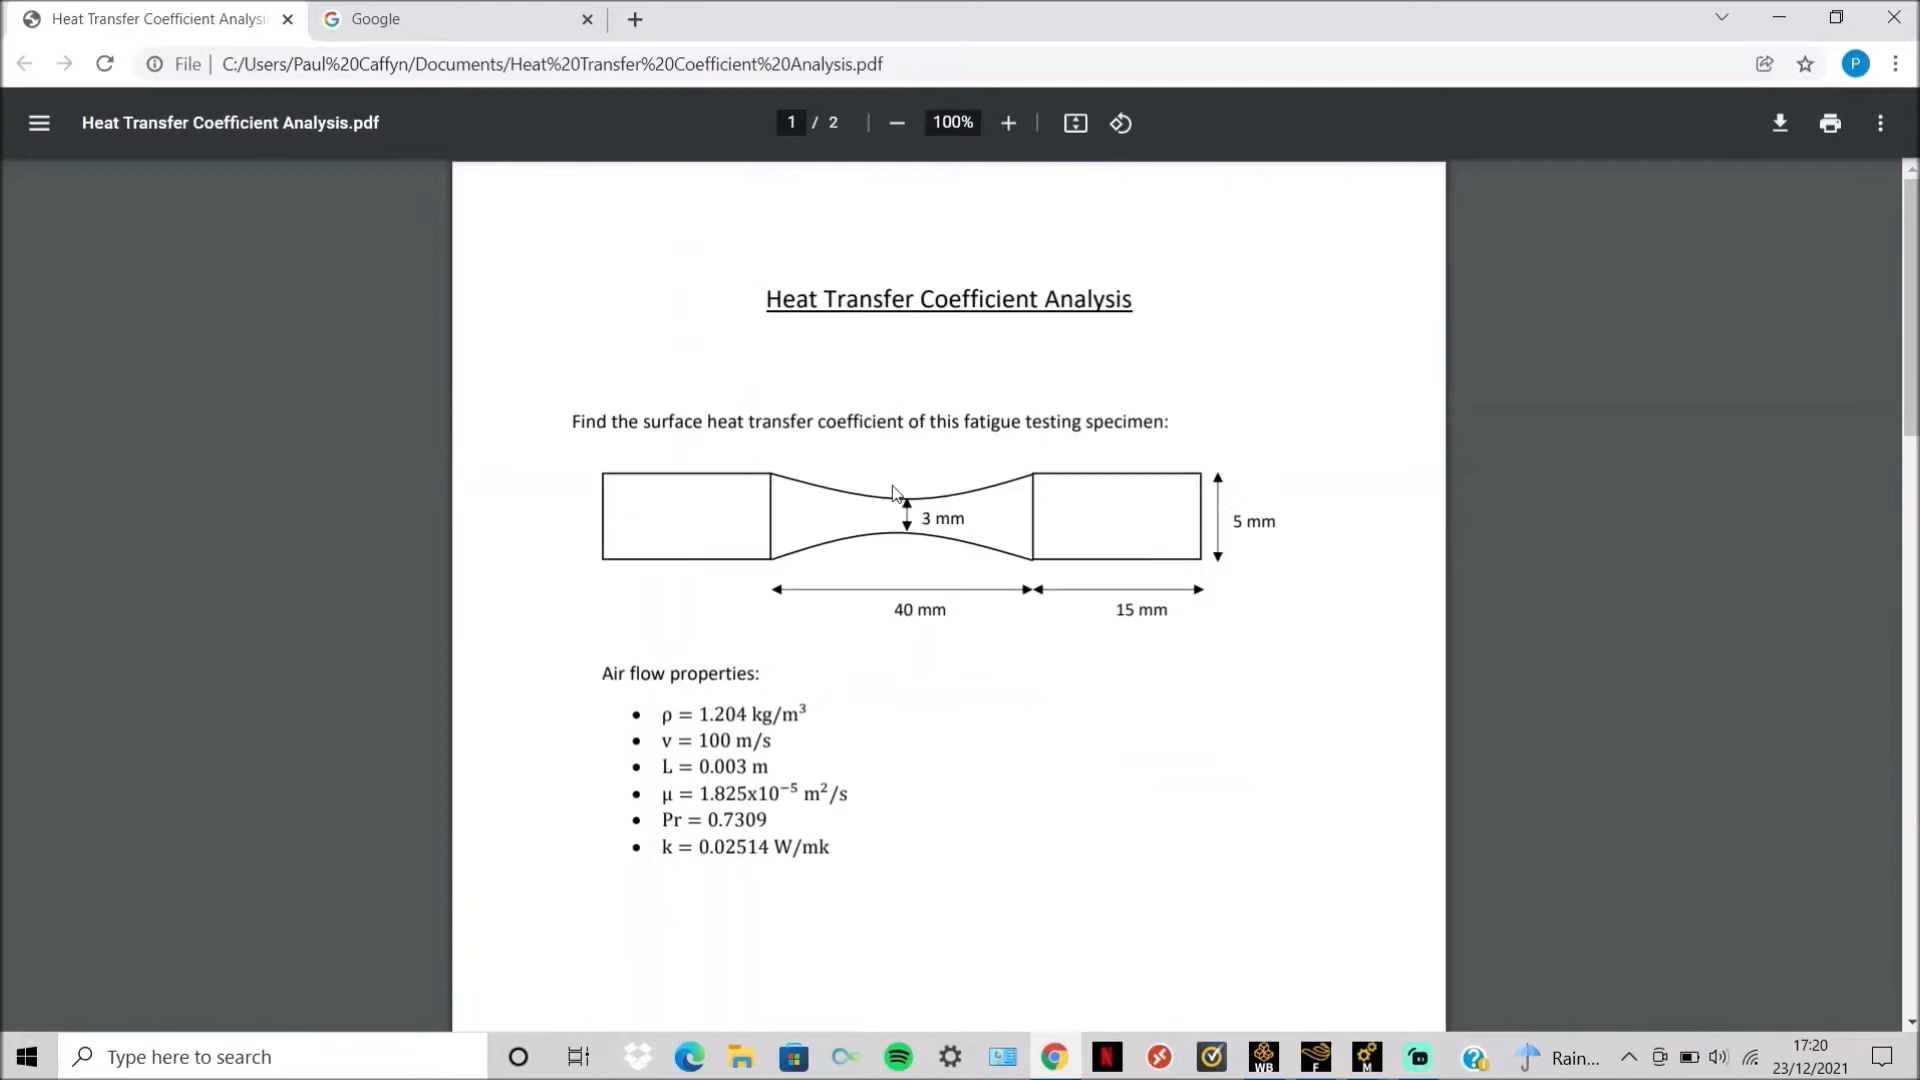 Heat Transfer Coefficient Analysis
Google
File
C:/Users/Paul%20Caffyn/Documents/Heat%20Transfer%20Coefficient%20Analysis.pdf
P
Heat Transfer Coefficient Analysis.pdf
1 / 2
100%
Heat Transfer Coefficient Analysis
Find the surface heat transfer coefficient of this fatigue testing specimen:
3 mm
5 mm
40 mm
15 mm
Air flow properties:
• ρ = 1.204 kg/m³
• v = 100 m/s
• L = 0.003 m
• μ = 1.825x10⁻⁵ m²/s
• Pr = 0.7309
• k = 0.02514 W/mk
Type here to search
N
WB
F
M
Rain...
17:20
23/12/2021